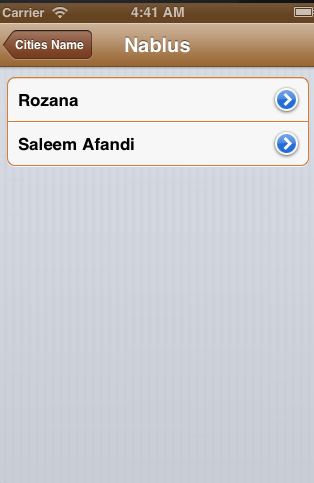 Carrier 4:41 AM
Cities Name Nablus
Rozana
Saleem Afandi